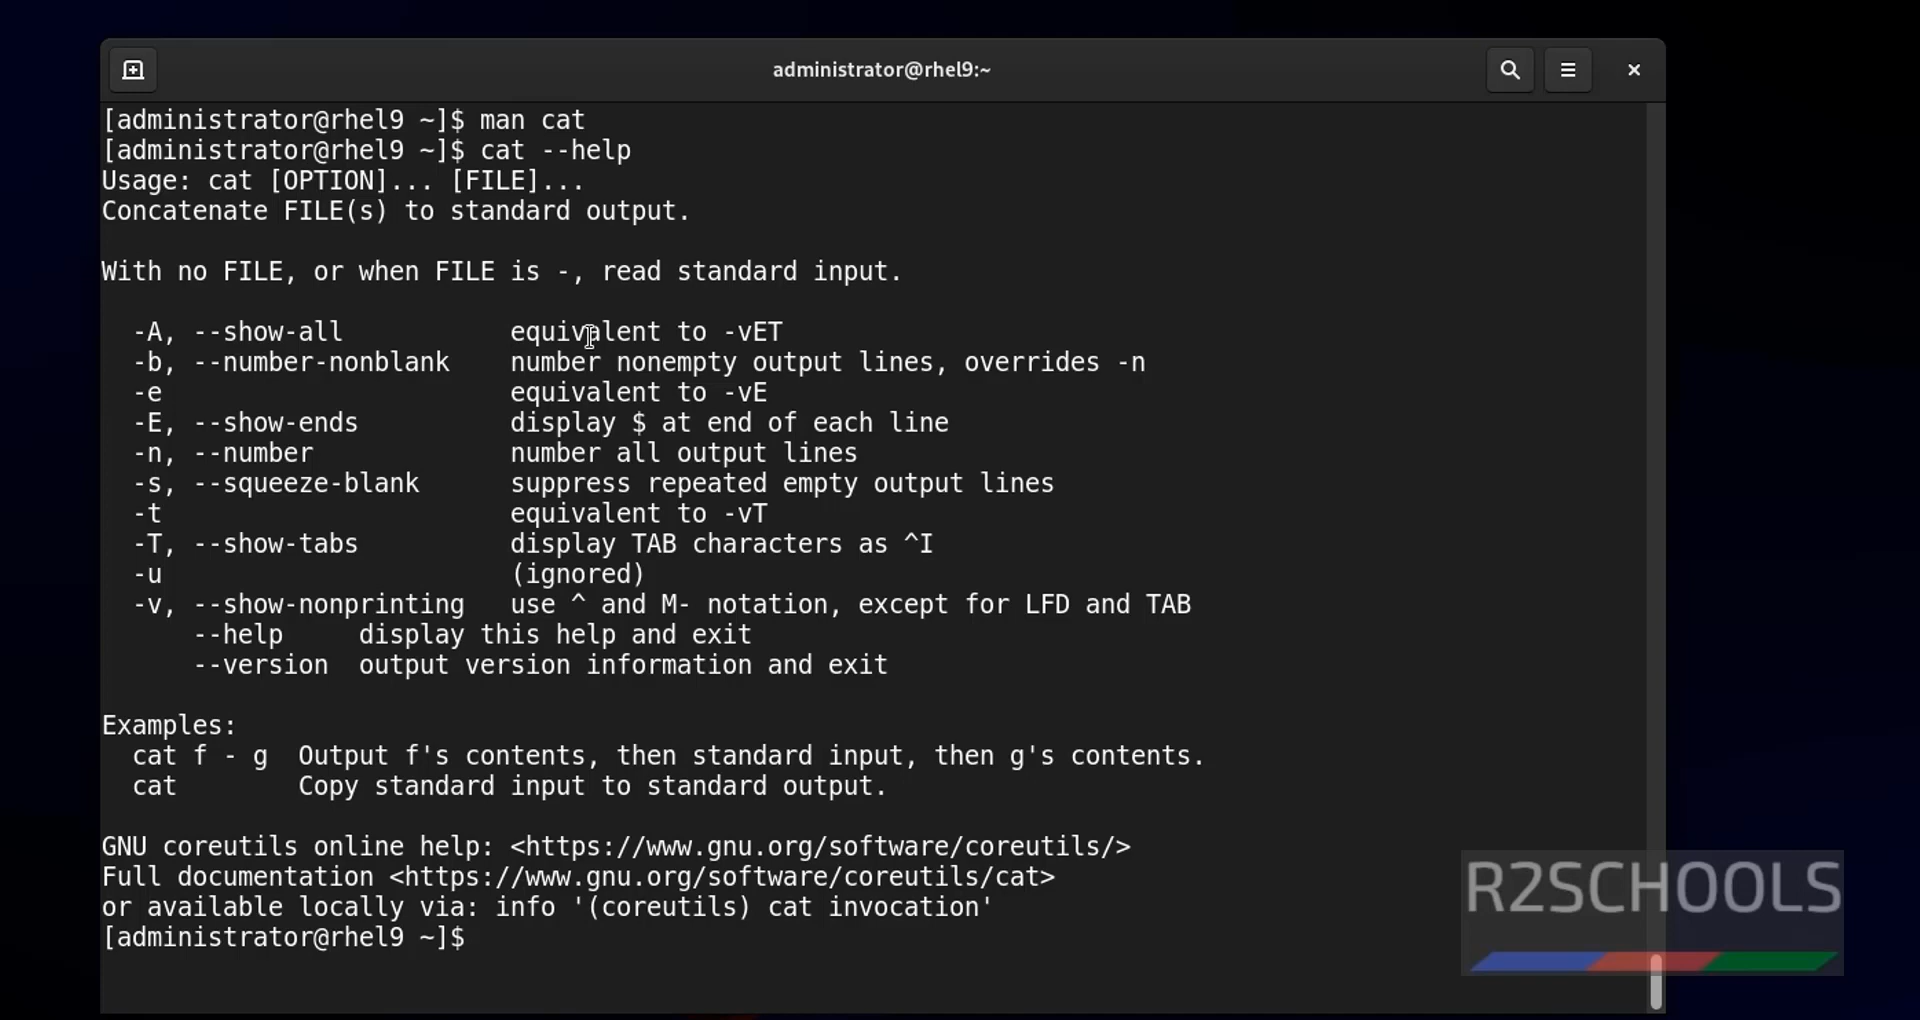 administrator@rhel9:~
[administrator@rhel9 ~]$ man cat
[administrator@rhel9 ~]$ cat --help
Usage: cat [OPTION]... [FILE]...
Concatenate FILE(s) to standard output.

With no FILE, or when FILE is -, read standard input.

  -A, --show-all           equivalent to -vET
  -b, --number-nonblank    number nonempty output lines, overrides -n
  -e                       equivalent to -vE
  -E, --show-ends          display $ at end of each line
  -n, --number             number all output lines
  -s, --squeeze-blank      suppress repeated empty output lines
  -t                       equivalent to -vT
  -T, --show-tabs          display TAB characters as ^I
  -u                       (ignored)
  -v, --show-nonprinting   use ^ and M- notation, except for LFD and TAB
      --help     display this help and exit
      --version  output version information and exit

Examples:
  cat f - g  Output f's contents, then standard input, then g's contents.
  cat        Copy standard input to standard output.

GNU coreutils online help: <https://www.gnu.org/software/coreutils/>
Full documentation <https://www.gnu.org/software/coreutils/cat>
or available locally via: info '(coreutils) cat invocation'
[administrator@rhel9 ~]$
R2SCHOOLS